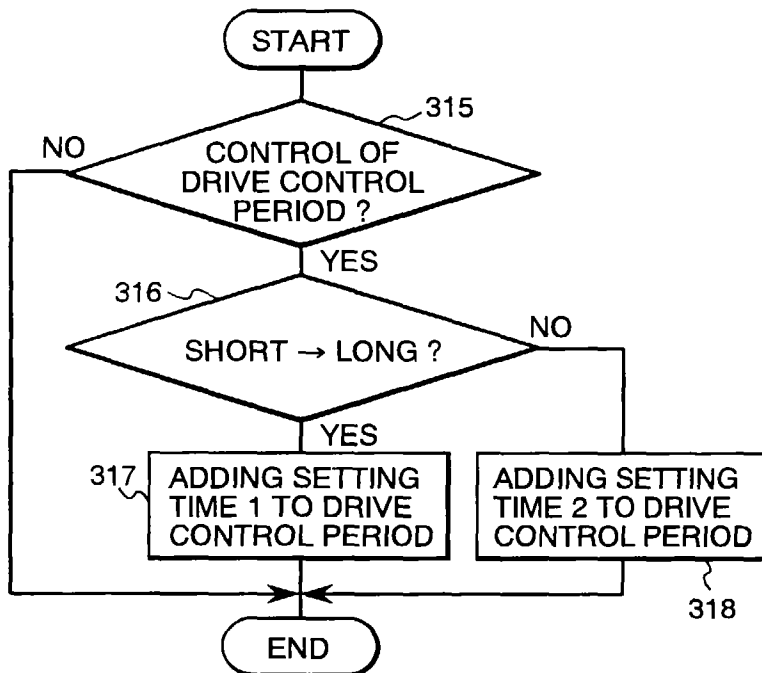 START
315
NO
CONTROL OF
DRIVE CONTROL
PERIOD ?
YES
316
NO
SHORT → LONG ?
YES
317
ADDING SETTING
TIME 1 TO DRIVE
CONTROL PERIOD
ADDING SETTING
TIME 2 TO DRIVE
CONTROL PERIOD
318
END